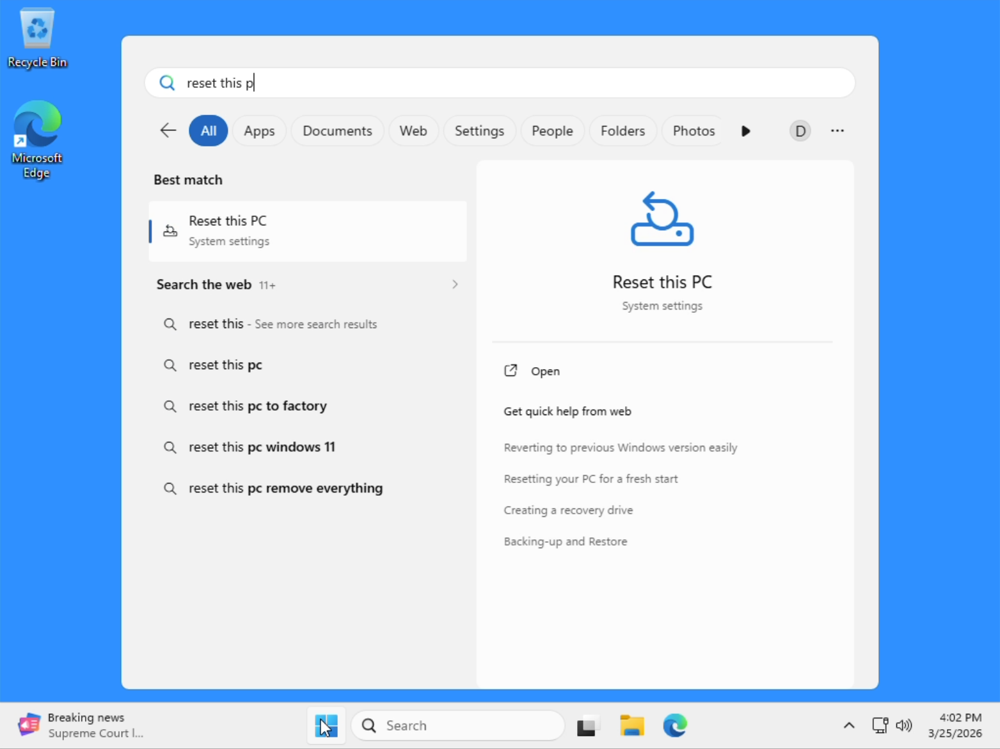 Recycle Bin
Microsoft
Edge
reset this p
All
Apps
Documents
Web
Settings
People
Folders
Photos
D
Best match
Reset this PC
System settings
Search the web 11+
reset this - See more search results
reset this pc
reset this pc to factory
reset this pc windows 11
reset this pc remove everything
Reset this PC
System settings
Open
Get quick help from web
Reverting to previous Windows version easily
Resetting your PC for a fresh start
Creating a recovery drive
Backing-up and Restore
Breaking news
Supreme Court l...
Search
4:02 PM
3/25/2026